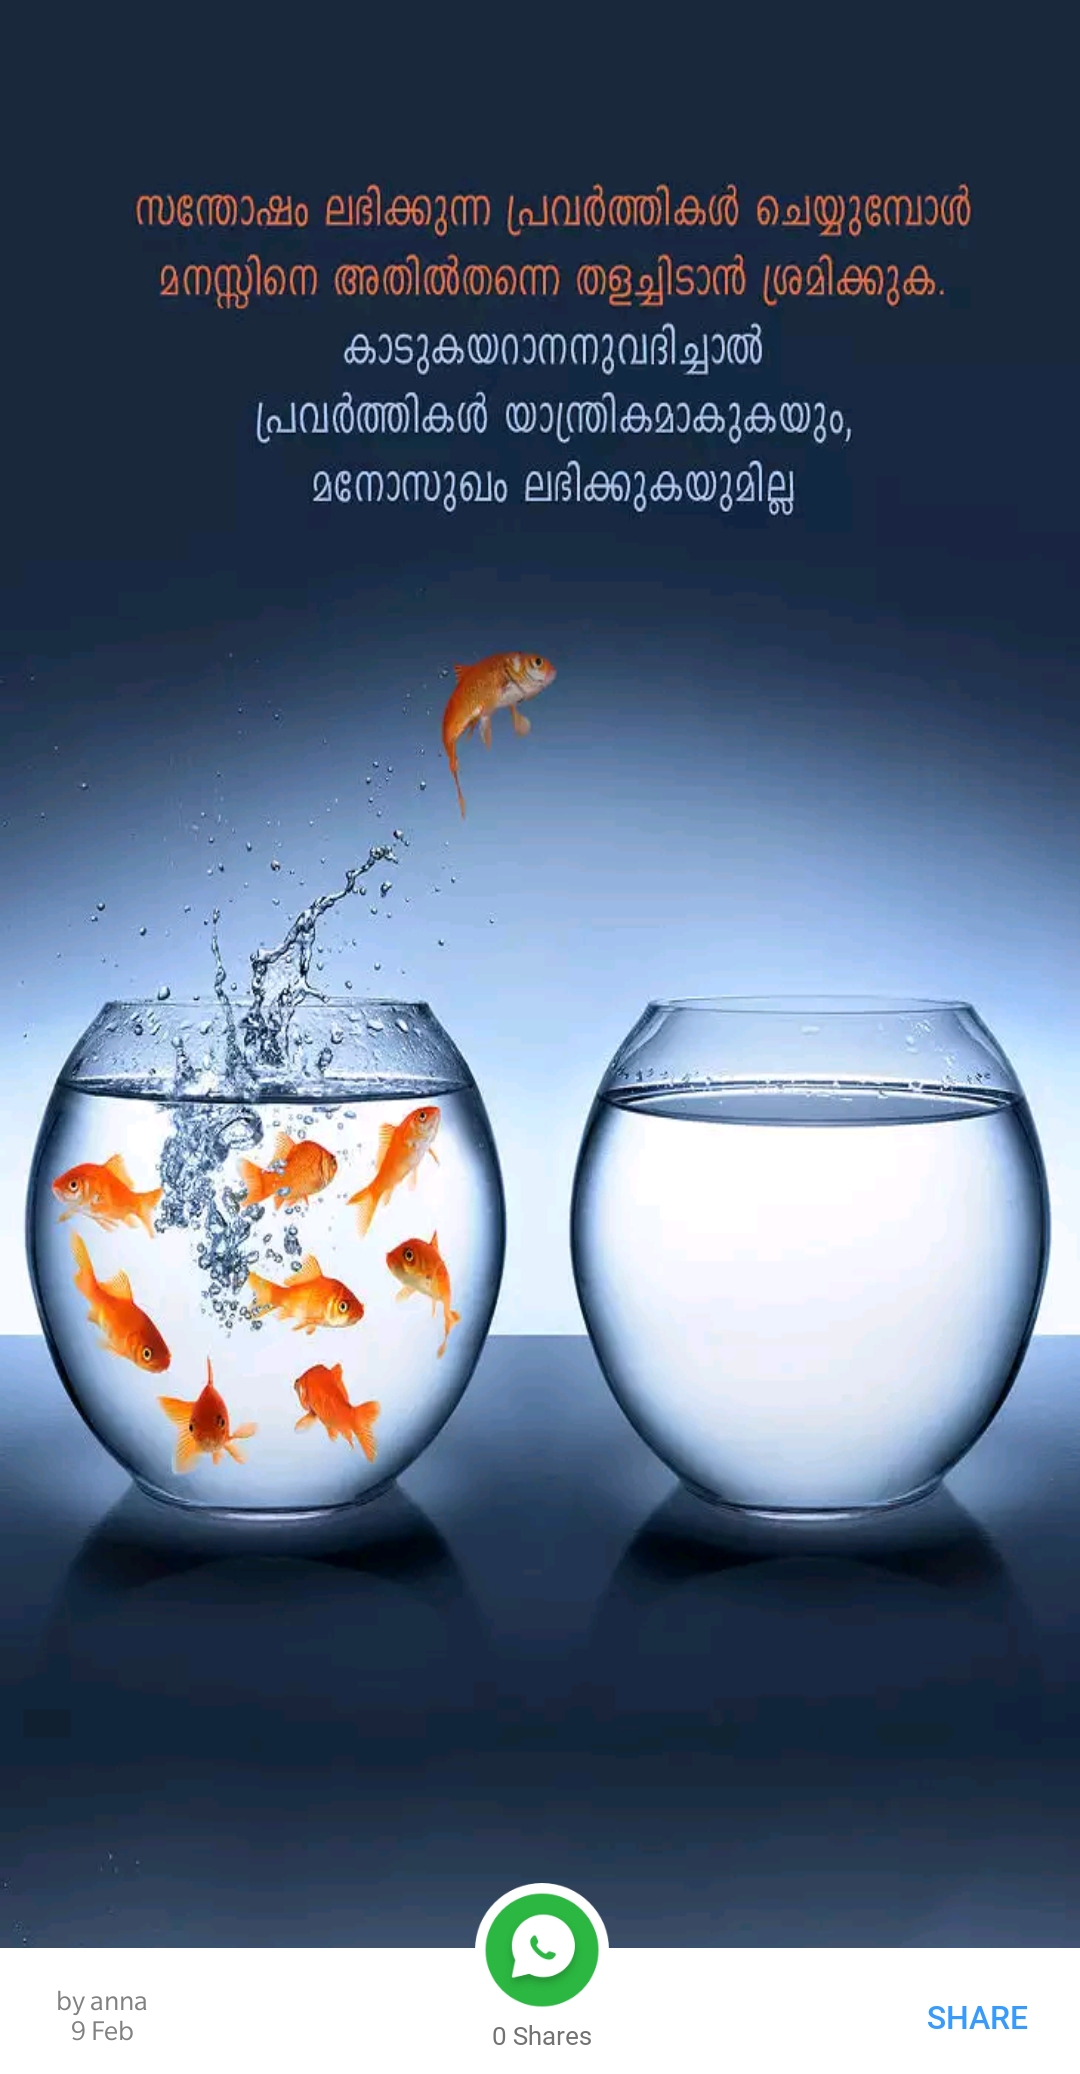 സന്തോഷം ലഭിക്കുന്ന പ്രവർത്തികൾ ചെയ്യുമ്പോൾ
മനസ്സിനെ അതിൽതന്നെ തളച്ചിടാൻ ശ്രമിക്കുക.
കാടുകയറാനനുവദിച്ചാൽ
പ്രവർത്തികൾ യാന്ത്രികമാകുകയും,
മനോസുഖം ലഭിക്കുകയുമില്ല
by anna
9 Feb
0 Shares
SHARE